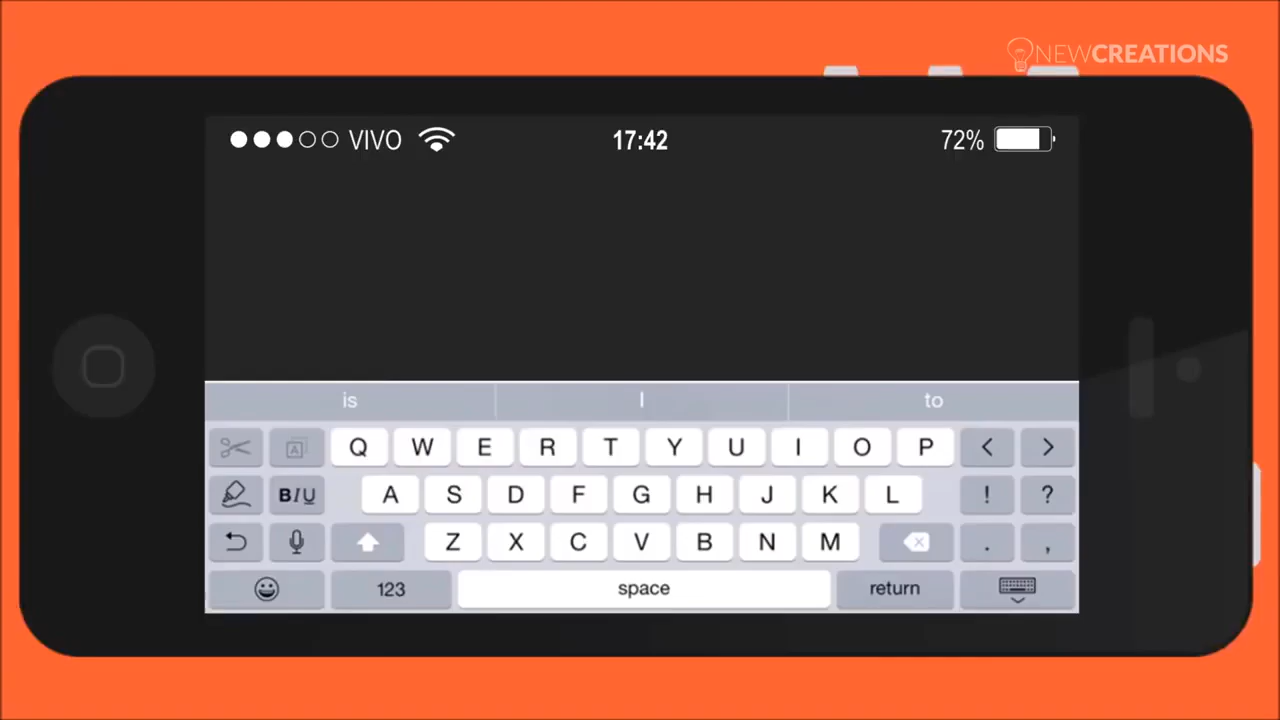 NEWCREATIONS
VIVO 17:42 72%
is I to
Q W E R T Y U I O P < >
B I U A S D F G H J K L ! ?
Z X C V B N M . ,
123 space return